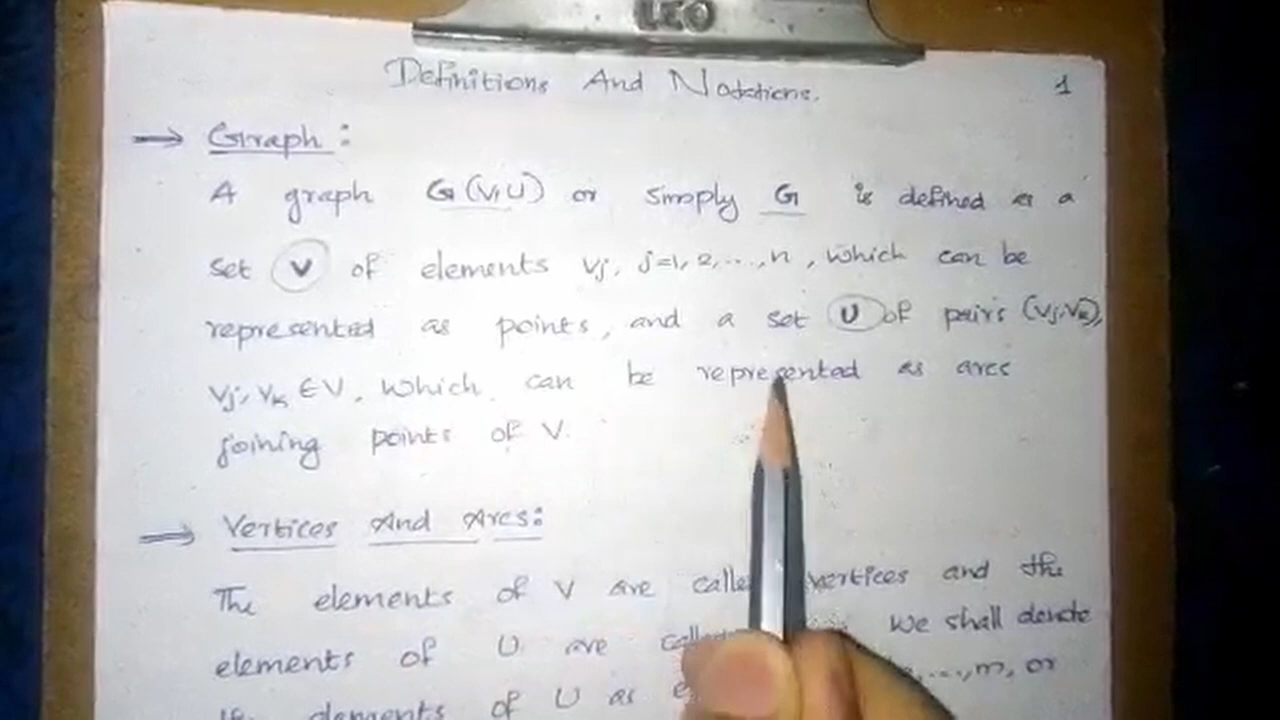 LEO
Definitions And Notations.
1
→ Graph:
A graph G(V,U) or simply G is defined as a
set V of elements vj, j=1, 2,...,n, which can be
represented as points, and a set U of pairs (vj,vk),
vj, vk ∈ V, which can be represented as arcs
joining points of V.
→ Vertices And Arcs:
The elements of V are vertices and the
elements of U are we shall denote
elements of U as ,...,m, or